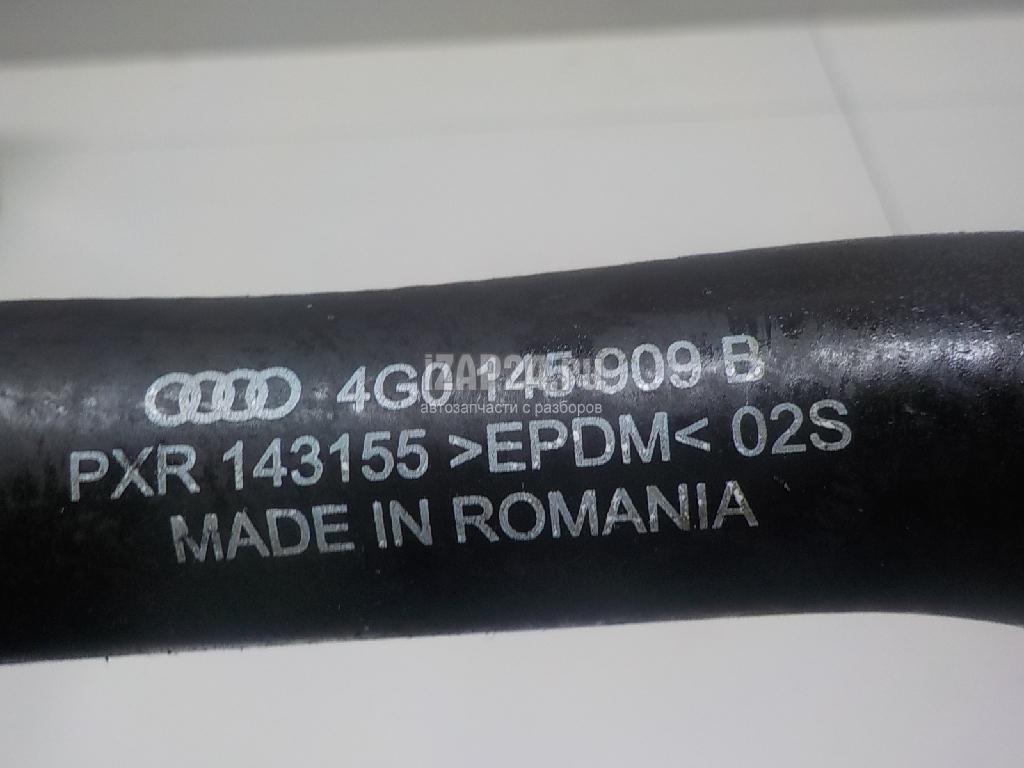 4G0 145 909 B
автозапчасти с разборов
PXR 143155 >EPDM< 02S
MADE IN ROMANIA